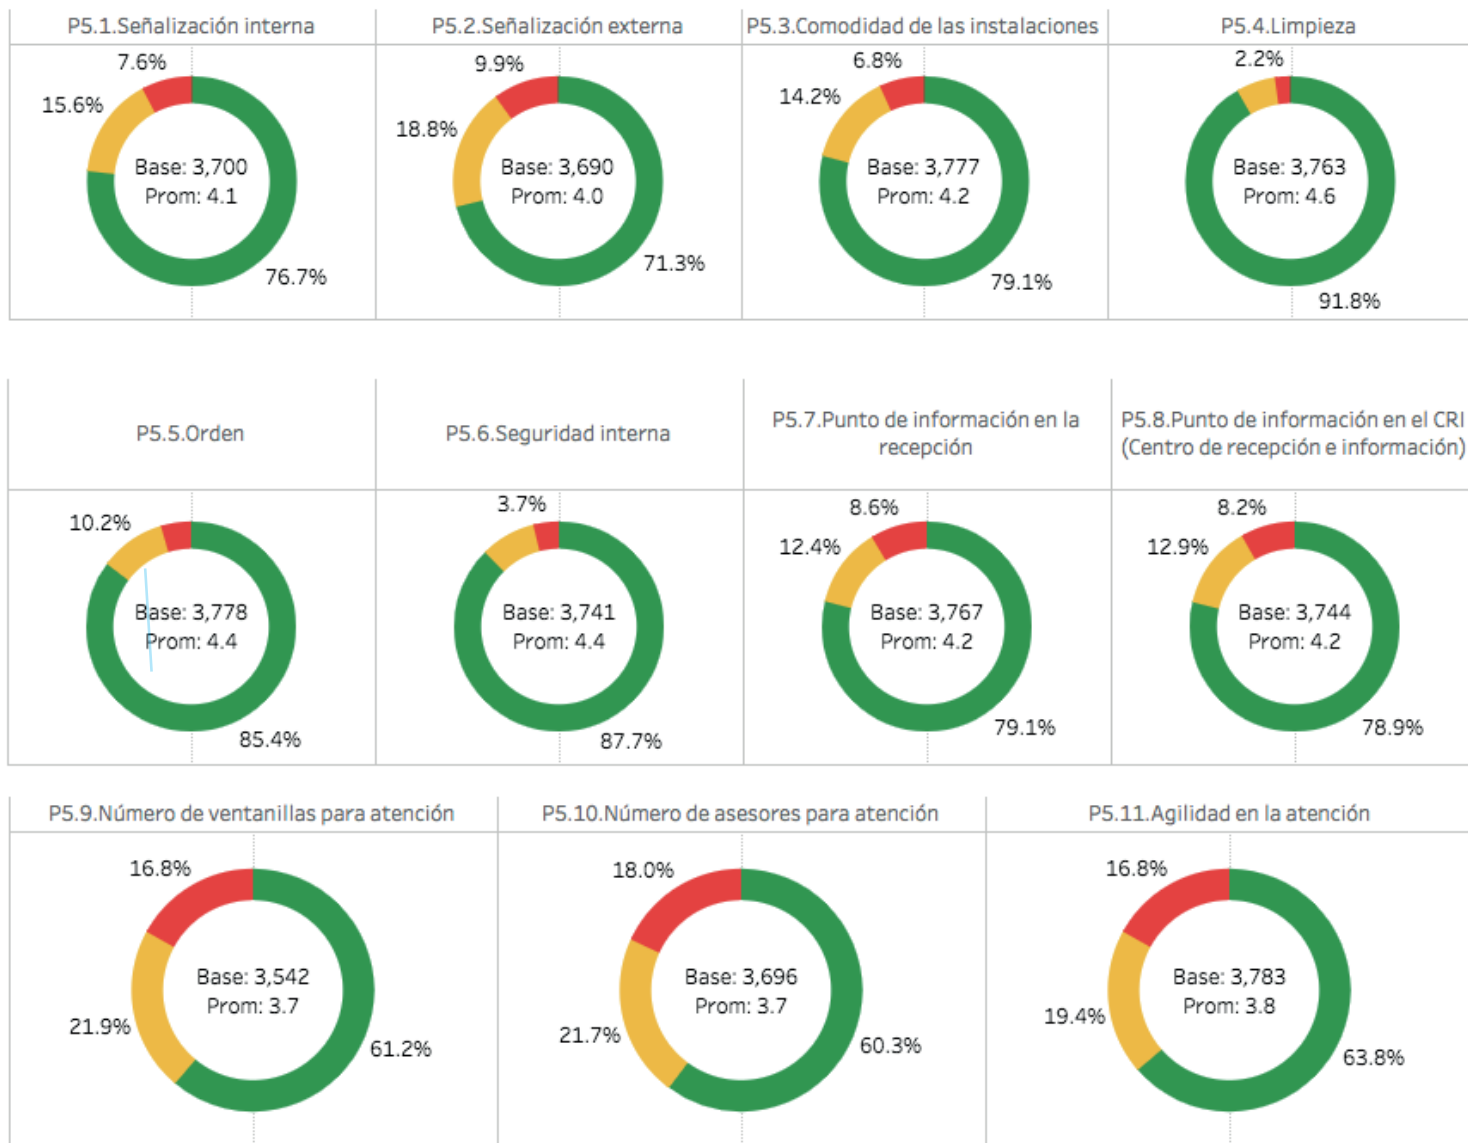 P5.1.Señalización interna
P5.2.Señalización externa
P5.3.Comodidad de las instalaciones
P5.4.Limpieza
7.6%
15.6%
Base: 3,700
Prom: 4.1
76.7%
9.9%
18.8%
Base: 3,690
Prom: 4.0
71.3%
6.8%
14.2%
Base: 3,777
Prom: 4.2
79.1%
2.2%
Base: 3,763
Prom: 4.6
91.8%
P5.5.Orden
P5.6.Seguridad interna
P5.7.Punto de información en la
recepción
P5.8.Punto de información en el CRI
(Centro de recepción e información)
10.2%
Base: 3,778
Prom: 4.4
85.4%
3.7%
Base: 3,741
Prom: 4.4
87.7%
8.6%
12.4%
Base: 3,767
Prom: 4.2
79.1%
8.2%
12.9%
Base: 3,744
Prom: 4.2
78.9%
P5.9.Número de ventanillas para atención
P5.10.Número de asesores para atención
P5.11.Agilidad en la atención
16.8%
21.9%
Base: 3,542
Prom: 3.7
61.2%
18.0%
21.7%
Base: 3,696
Prom: 3.7
60.3%
16.8%
19.4%
Base: 3,783
Prom: 3.8
63.8%